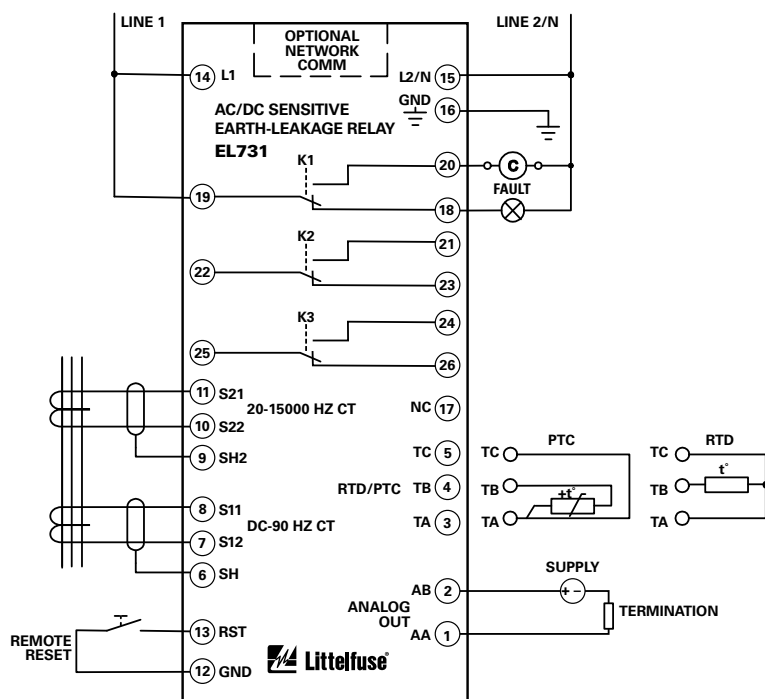 LINE 1
LINE 2/N
OPTIONAL
NETWORK
COMM
14 L1
L2/N 15
GND 16
AC/DC SENSITIVE
EARTH-LEAKAGE RELAY
EL731
K1
20
C
FAULT
19
18
K2
21
22
23
K3
24
25
26
11 S21
20-15000 HZ CT
10 S22
9 SH2
NC 17
TC 5
RTD/PTC
TB 4
TA 3
PTC
TC
TB
+t°
TA
RTD
TC
t°
TB
TA
8 S11
DC-90 HZ CT
7 S12
6 SH
SUPPLY
AB 2
+ −
ANALOG
OUT
AA 1
TERMINATION
REMOTE
RESET
13 RST
12 GND
Littelfuse®